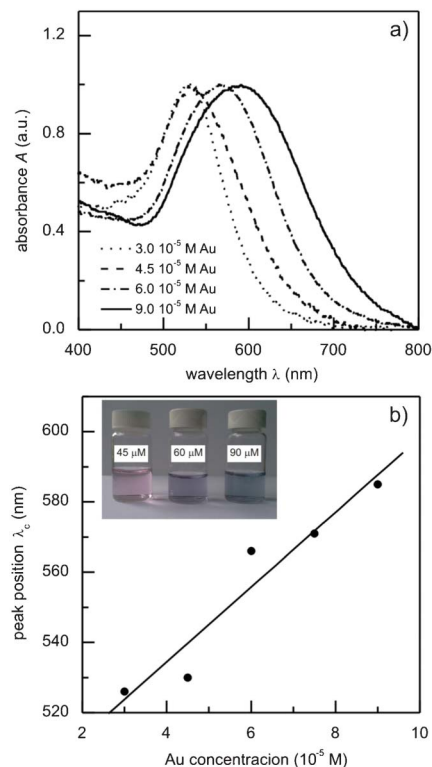 a)
absorbance A (a.u.)
1.2
0.9
0.6
0.4
0.0
3.0 10⁻⁵ M Au
4.5 10⁻⁵ M Au
6.0 10⁻⁵ M Au
9.0 10⁻⁵ M Au
400 500 600 700 800
wavelength λ (nm)
b)
peak position λc (nm)
600
580
560
540
520
45 μM 60 μM 90 μM
2 4 6 8 10
Au concentracion (10⁻⁵ M)